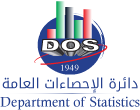 DOS
1949
دائرة الإحصاءات العامة
Department of Statistics